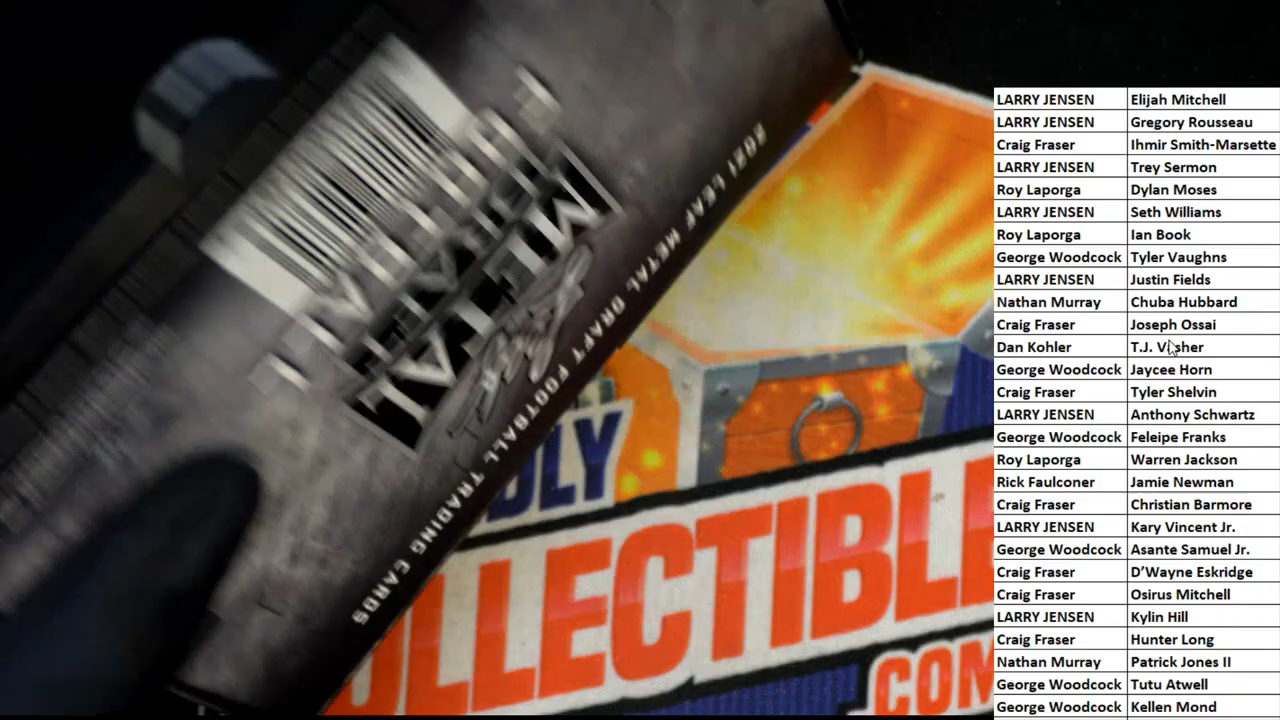 METAL
DRAFT
METAL
2021 LEAF METAL DRAFT FOOTBALL TRADING CARDS
COLLECTIBLE
COM
LARRY JENSEN Elijah Mitchell
LARRY JENSEN Gregory Rousseau
Craig Fraser Ihmir Smith-Marsette
LARRY JENSEN Trey Sermon
Roy Laporga Dylan Moses
LARRY JENSEN Seth Williams
Roy Laporga Ian Book
George Woodcock Tyler Vaughns
LARRY JENSEN Justin Fields
Nathan Murray Chuba Hubbard
Craig Fraser Joseph Ossai
Dan Kohler T.J.
George Woodcock Jaycee Horn
Craig Fraser Tyler Shelvin
LARRY JENSEN Anthony Schwartz
George Woodcock Feleipe Franks
Roy Laporga Warren Jackson
Rick Faulconer Jamie Newman
Craig Fraser Christian Barmore
LARRY JENSEN Kary Vincent Jr.
George Woodcock Asante Samuel Jr.
Craig Fraser D’Wayne Eskridge
Craig Fraser Osirus Mitchell
LARRY JENSEN Kylin Hill
Craig Fraser Hunter Long
Nathan Murray Patrick Jones II
George Woodcock Tutu Atwell
George Woodcock Kellen Mond